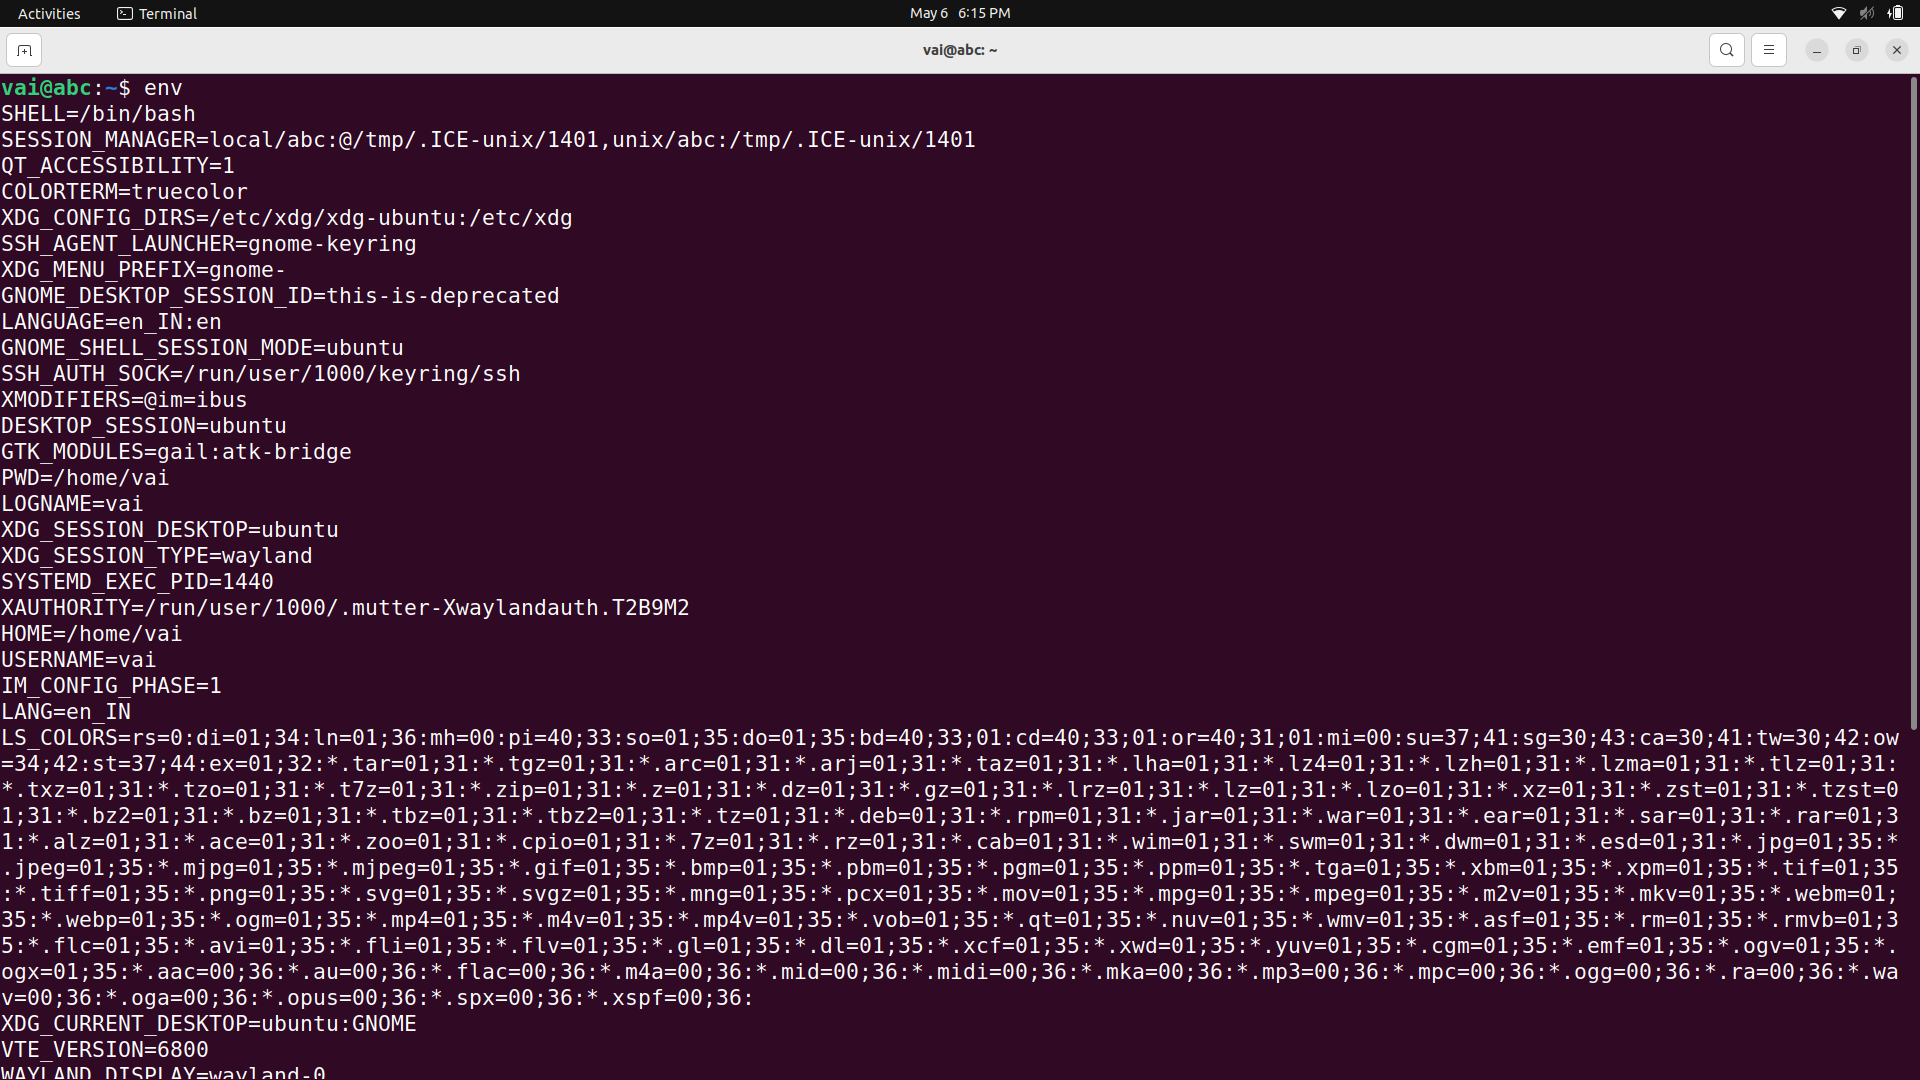 Activities Terminal May 6 6:15 PM
vai@abc: ~
vai@abc:~$ env
SHELL=/bin/bash
SESSION_MANAGER=local/abc:@/tmp/.ICE-unix/1401,unix/abc:/tmp/.ICE-unix/1401
QT_ACCESSIBILITY=1
COLORTERM=truecolor
XDG_CONFIG_DIRS=/etc/xdg/xdg-ubuntu:/etc/xdg
SSH_AGENT_LAUNCHER=gnome-keyring
XDG_MENU_PREFIX=gnome-
GNOME_DESKTOP_SESSION_ID=this-is-deprecated
LANGUAGE=en_IN:en
GNOME_SHELL_SESSION_MODE=ubuntu
SSH_AUTH_SOCK=/run/user/1000/keyring/ssh
XMODIFIERS=@im=ibus
DESKTOP_SESSION=ubuntu
GTK_MODULES=gail:atk-bridge
PWD=/home/vai
LOGNAME=vai
XDG_SESSION_DESKTOP=ubuntu
XDG_SESSION_TYPE=wayland
SYSTEMD_EXEC_PID=1440
XAUTHORITY=/run/user/1000/.mutter-Xwaylandauth.T2B9M2
HOME=/home/vai
USERNAME=vai
IM_CONFIG_PHASE=1
LANG=en_IN
LS_COLORS=rs=0:di=01;34:ln=01;36:mh=00:pi=40;33:so=01;35:do=01;35:bd=40;33;01:cd=40;33;01:or=40;31;01:mi=00:su=37;41:sg=30;43:ca=30;41:tw=30;42:ow
=34;42:st=37;44:ex=01;32:*.tar=01;31:*.tgz=01;31:*.arc=01;31:*.arj=01;31:*.taz=01;31:*.lha=01;31:*.lz4=01;31:*.lzh=01;31:*.lzma=01;31:*.tlz=01;31:
*.txz=01;31:*.tzo=01;31:*.t7z=01;31:*.zip=01;31:*.z=01;31:*.dz=01;31:*.gz=01;31:*.lrz=01;31:*.lz=01;31:*.lzo=01;31:*.xz=01;31:*.zst=01;31:*.tzst=0
1;31:*.bz2=01;31:*.bz=01;31:*.tbz=01;31:*.tbz2=01;31:*.tz=01;31:*.deb=01;31:*.rpm=01;31:*.jar=01;31:*.war=01;31:*.ear=01;31:*.sar=01;31:*.rar=01;3
1:*.alz=01;31:*.ace=01;31:*.zoo=01;31:*.cpio=01;31:*.7z=01;31:*.rz=01;31:*.cab=01;31:*.wim=01;31:*.swm=01;31:*.dwm=01;31:*.esd=01;31:*.jpg=01;35:*
.jpeg=01;35:*.mjpg=01;35:*.mjpeg=01;35:*.gif=01;35:*.bmp=01;35:*.pbm=01;35:*.pgm=01;35:*.ppm=01;35:*.tga=01;35:*.xbm=01;35:*.xpm=01;35:*.tif=01;35
:*.tiff=01;35:*.png=01;35:*.svg=01;35:*.svgz=01;35:*.mng=01;35:*.pcx=01;35:*.mov=01;35:*.mpg=01;35:*.mpeg=01;35:*.m2v=01;35:*.mkv=01;35:*.webm=01;
35:*.webp=01;35:*.ogm=01;35:*.mp4=01;35:*.m4v=01;35:*.mp4v=01;35:*.vob=01;35:*.qt=01;35:*.nuv=01;35:*.wmv=01;35:*.asf=01;35:*.rm=01;35:*.rmvb=01;3
5:*.flc=01;35:*.avi=01;35:*.fli=01;35:*.flv=01;35:*.gl=01;35:*.dl=01;35:*.xcf=01;35:*.xwd=01;35:*.yuv=01;35:*.cgm=01;35:*.emf=01;35:*.ogv=01;35:*.
ogx=01;35:*.aac=00;36:*.au=00;36:*.flac=00;36:*.m4a=00;36:*.mid=00;36:*.midi=00;36:*.mka=00;36:*.mp3=00;36:*.mpc=00;36:*.ogg=00;36:*.ra=00;36:*.wa
v=00;36:*.oga=00;36:*.opus=00;36:*.spx=00;36:*.xspf=00;36:
XDG_CURRENT_DESKTOP=ubuntu:GNOME
VTE_VERSION=6800
WAYLAND_DISPLAY=wayland-0